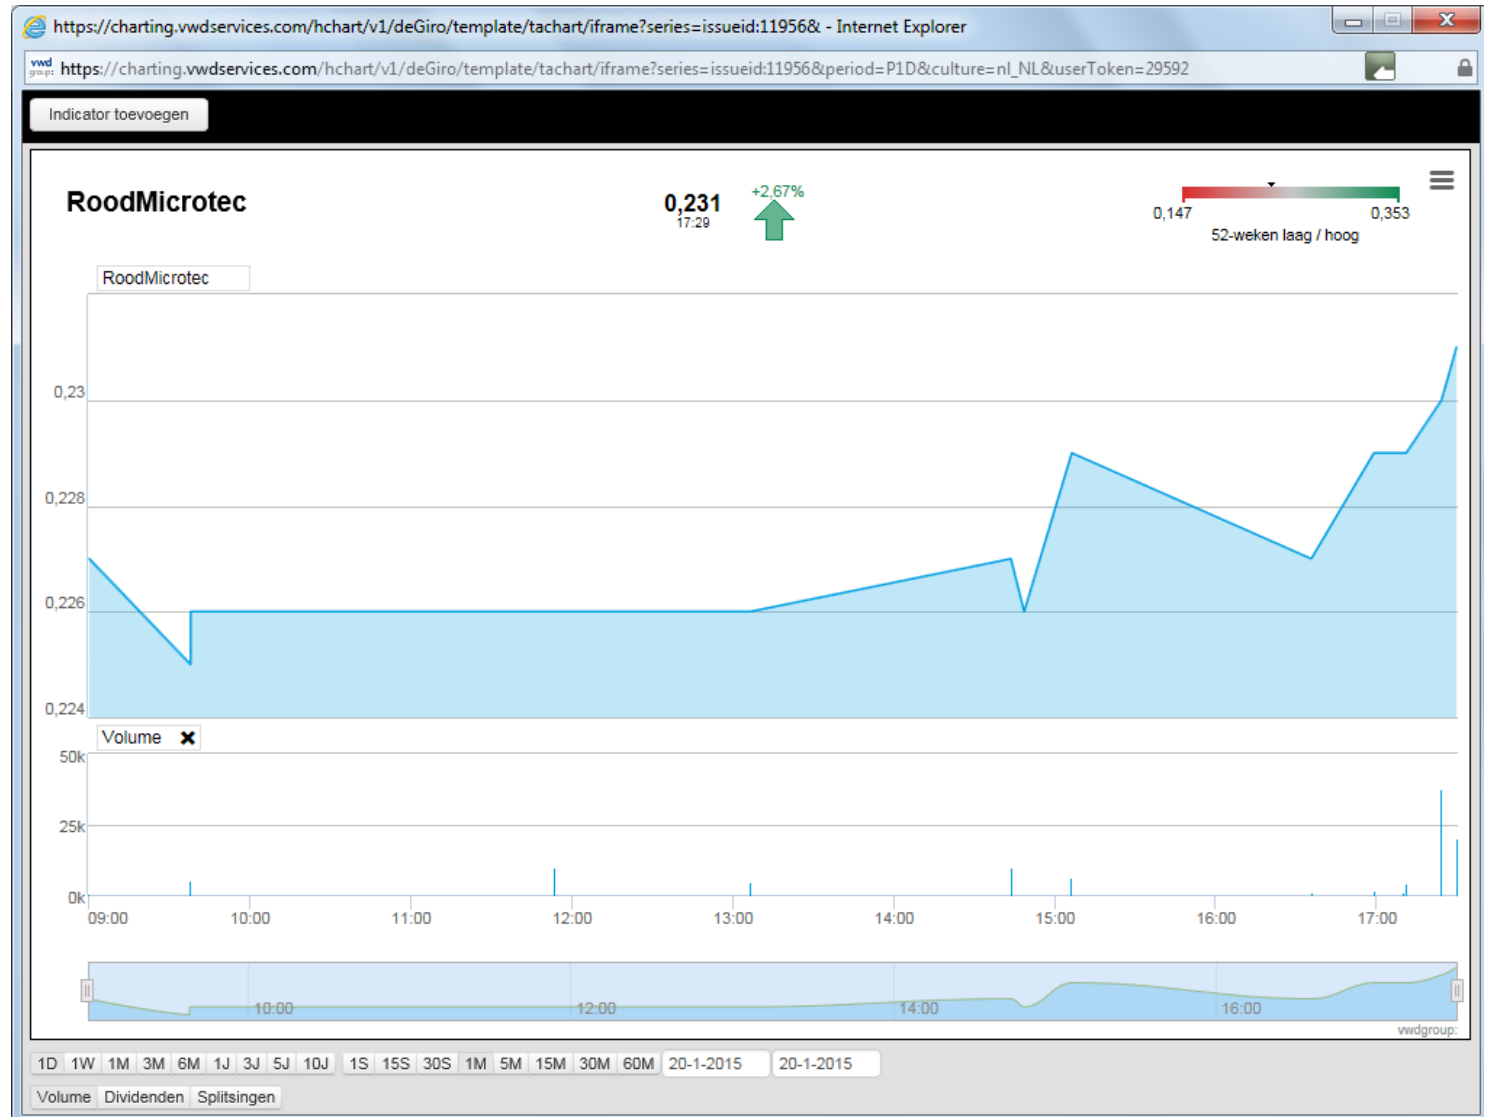 https://charting.vwdservices.com/hchart/v1/deGiro/template/tachart/iframe?series=issueid:11956& - Internet Explorer
vwd group: https://charting.vwdservices.com/hchart/v1/deGiro/template/tachart/iframe?series=issueid:11956&period=P1D&culture=nl_NL&userToken=29592
Indicator toevoegen
RoodMicrotec
0,231
17:29
+2,67%
0,147 0,353
52-weken laag / hoog
RoodMicrotec
0,23
0,228
0,226
0,224
Volume
50k
25k
0k
09:00 10:00 11:00 12:00 13:00 14:00 15:00 16:00 17:00
10:00 12:00 14:00 16:00
vwdgroup:
1D 1W 1M 3M 6M 1J 3J 5J 10J 1S 15S 30S 1M 5M 15M 30M 60M 20-1-2015 20-1-2015
Volume Dividenden Splitsingen